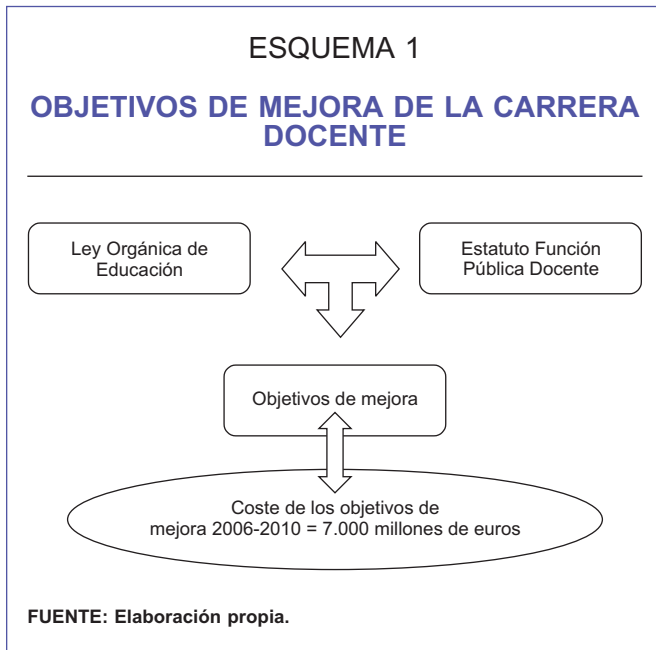 ESQUEMA 1
OBJETIVOS DE MEJORA DE LA CARRERA
DOCENTE
Ley Orgánica de
Educación
Estatuto Función
Pública Docente
Objetivos de mejora
Coste de los objetivos de
mejora 2006-2010 = 7.000 millones de euros
FUENTE: Elaboración propia.